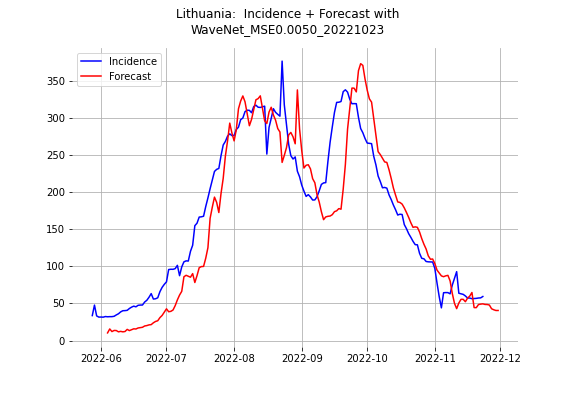 Lithuania:  Incidence + Forecast with
WaveNet_MSE0.0050_20221023
Incidence
Forecast
350
300
250
200
150
100
50
0
2022-06 2022-07 2022-08 2022-09 2022-10 2022-11 2022-12